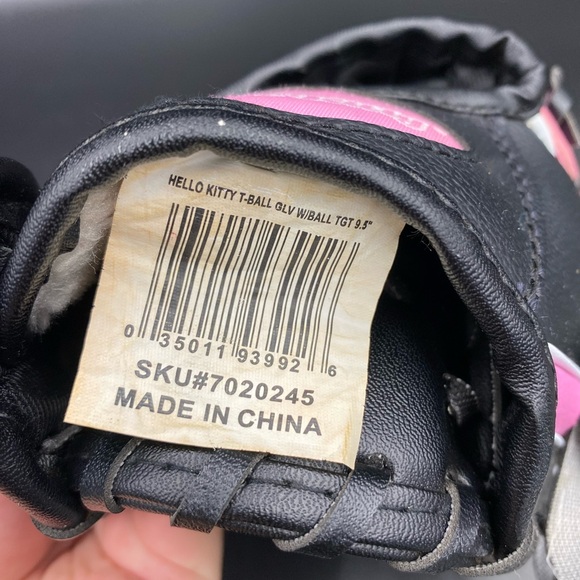 HELLO KITTY T-BALL GLV W/BALL TGT 9.5"
0 35011 93992 6
SKU#7020245
MADE IN CHINA